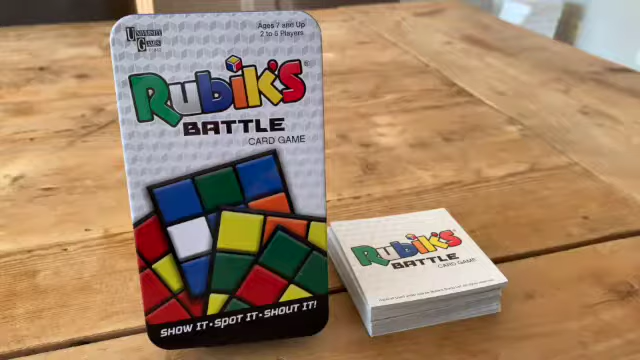 University
Games
Ages 7 and Up
2 to 6 Players
Rubik's®
BATTLE
CARD GAME
SHOW IT • SPOT IT • SHOUT IT!
Rubik's
BATTLE
CARD GAME